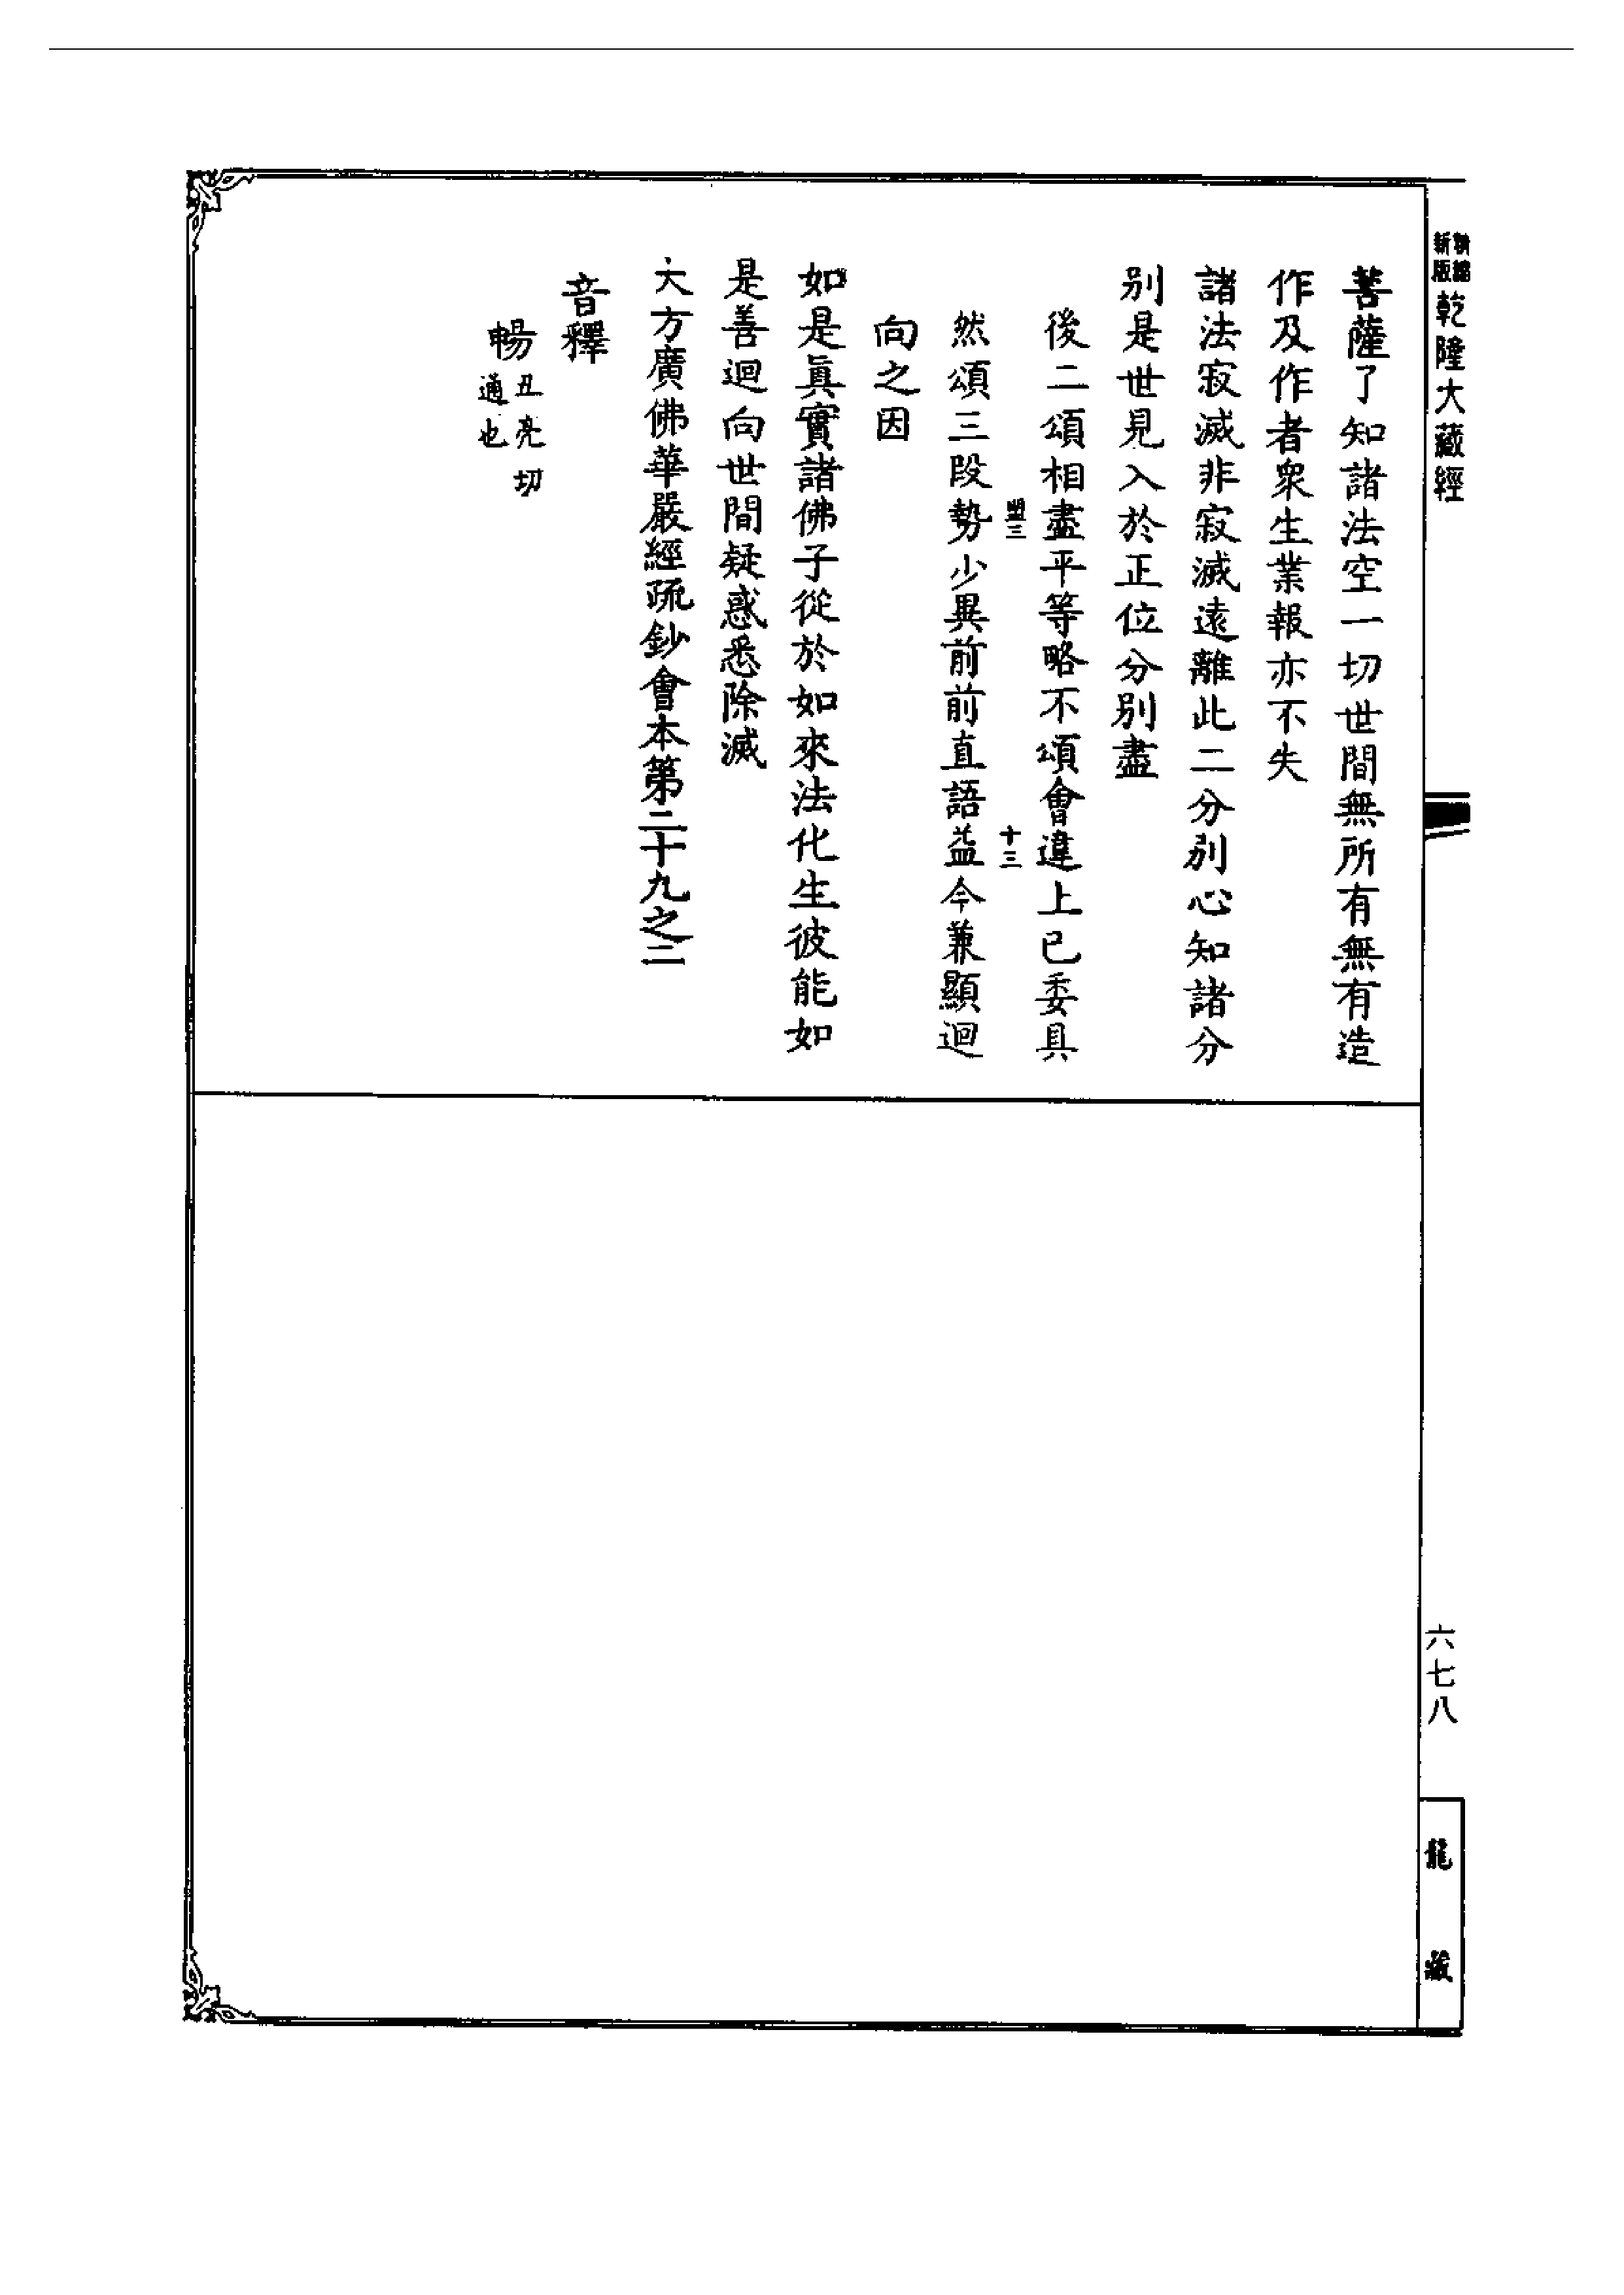 新編
新版
乾隆大藏經
菩薩了知諸法空一切世間無所有無有造
作及作者衆生業報亦不失
諸法寂滅非寂滅遠離此二分別心知諸分
别是世見入於正位分别盡
後二頌相盡平等略不頌會違上已委具
盟三
十三
然頌三段勢少異前前直語益今兼顯迴
向之因
如是眞實諸佛子從於如來法化生彼能如
是善迴向世間疑惑悉除滅
大方廣佛華嚴經疏鈔會本第二十九之二
音釋
暢丑亮切
通也
六七八
龍藏